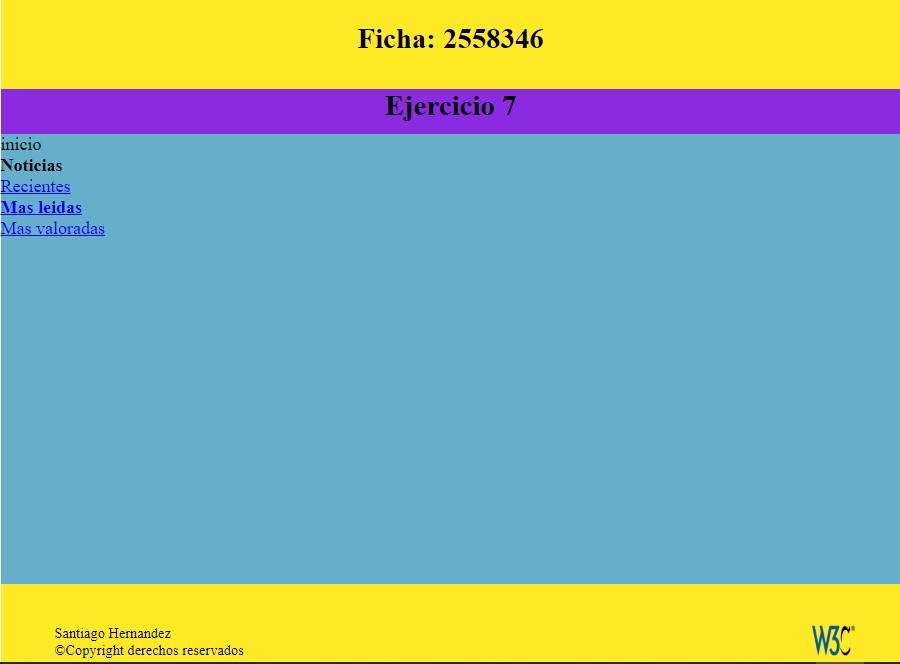 Ficha: 2558346
Ejercicio 7
inicio
Noticias
Recientes
Mas leidas
Mas valoradas
Santiago Hernandez
©Copyright derechos reservados
W3C®